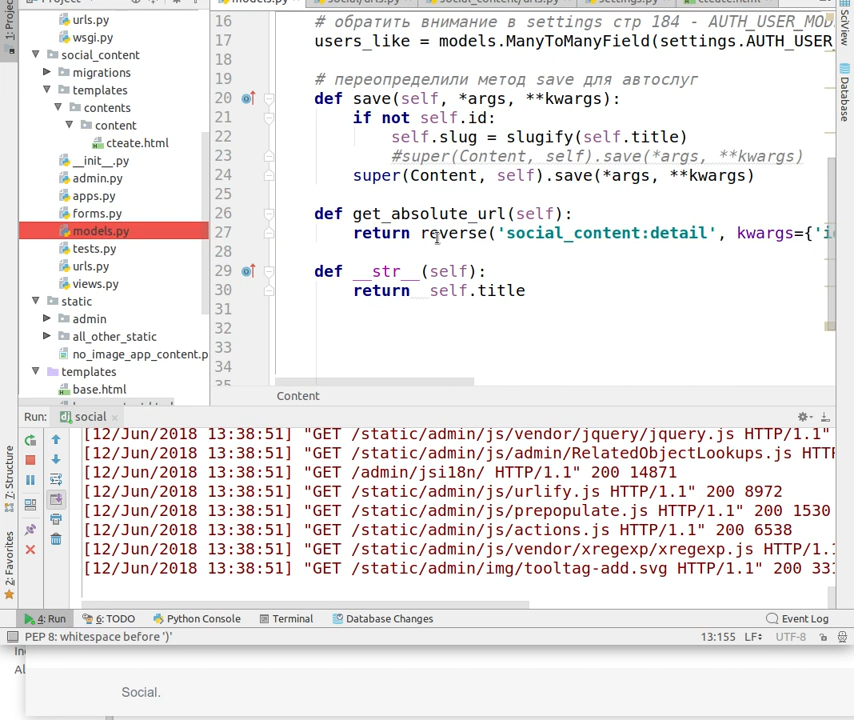 1: Project
urls.py
wsgi.py
social_content
migrations
templates
contents
content
cteate.html
__init__.py
admin.py
apps.py
forms.py
models.py
tests.py
urls.py
views.py
static
admin
all_other_static
no_image_app_content.p
templates
base.html
16 # обратить внимание в settings стр 184 - AUTH_USER_MOD
17 users_like = models.ManyToManyField(settings.AUTH_USER_
18
19 # переопределили метод save для автослуг
20 def save(self, *args, **kwargs):
21 if not self.id:
22 self.slug = slugify(self.title)
23 #super(Content, self).save(*args, **kwargs)
24 super(Content, self).save(*args, **kwargs)
25
26 def get_absolute_url(self):
27 return reverse('social_content:detail', kwargs={'i
28
29 def __str__(self):
30 return  self.title
31
32
33
34
35
Content
SciView
Database
Run: social
[12/Jun/2018 13:38:51] "GET /static/admin/js/vendor/jquery/jquery.js HTTP/1.1"
[12/Jun/2018 13:38:51] "GET /static/admin/js/admin/RelatedObjectLookups.js HTTP
[12/Jun/2018 13:38:51] "GET /admin/jsi18n/ HTTP/1.1" 200 14871
[12/Jun/2018 13:38:51] "GET /static/admin/js/urlify.js HTTP/1.1" 200 8972
[12/Jun/2018 13:38:51] "GET /static/admin/js/prepopulate.js HTTP/1.1" 200 1530
[12/Jun/2018 13:38:51] "GET /static/admin/js/actions.js HTTP/1.1" 200 6538
[12/Jun/2018 13:38:51] "GET /static/admin/js/vendor/xregexp/xregexp.js HTTP/1.
[12/Jun/2018 13:38:51] "GET /static/admin/img/tooltag-add.svg HTTP/1.1" 200 331
7: Structure
2: Favorites
4: Run 6: TODO Python Console Terminal Database Changes Event Log
PEP 8: whitespace before ')' 13:155 LF÷ UTF-8
Social.